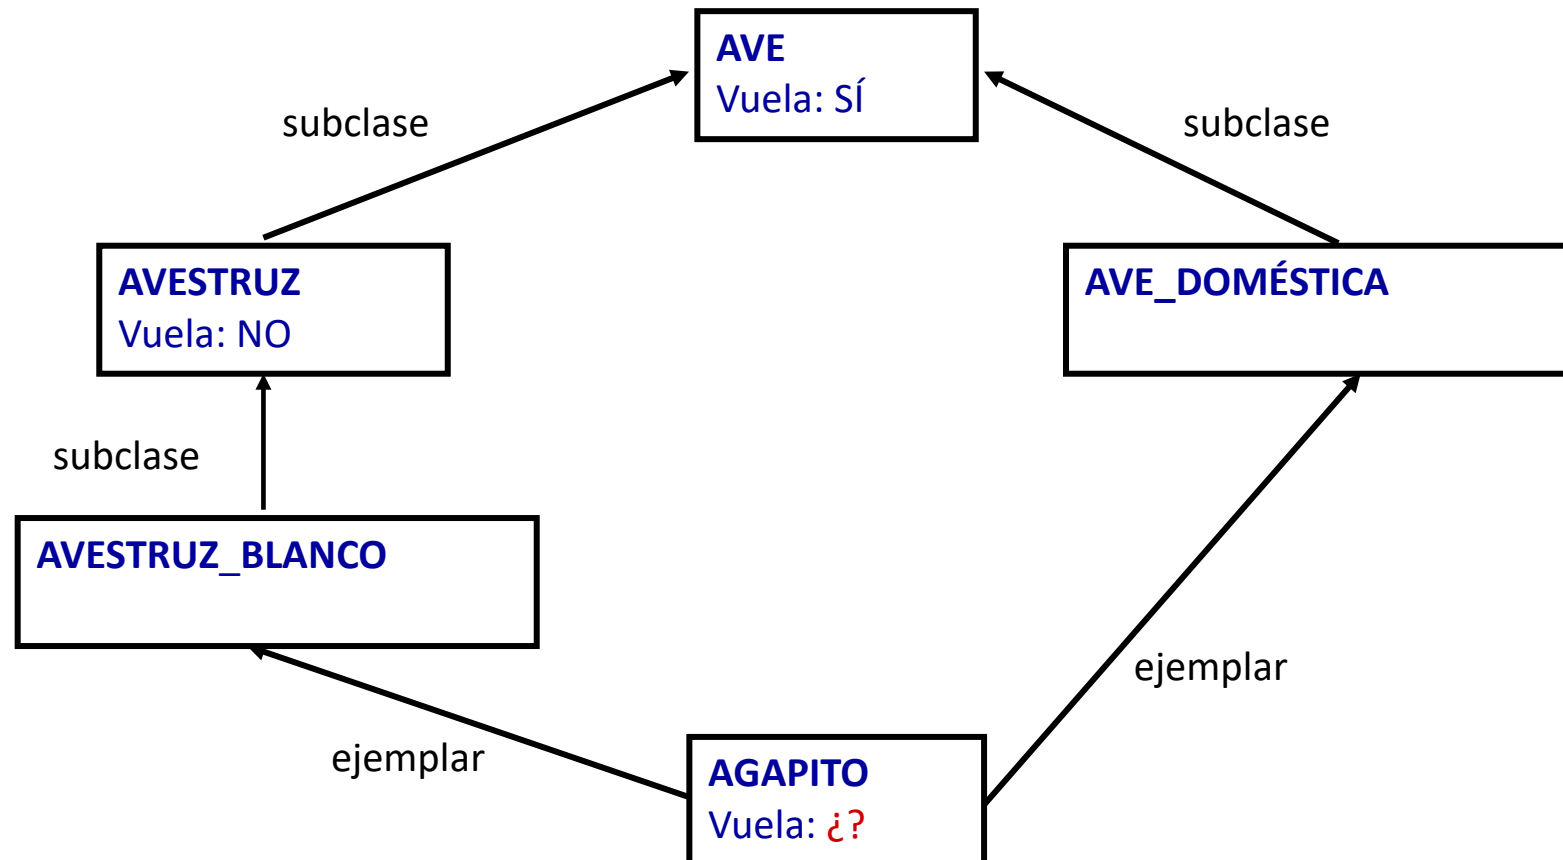 AVE
Vuela: SÍ
subclase
subclase
AVESTRUZ
Vuela: NO
AVE_DOMÉSTICA
subclase
AVESTRUZ_BLANCO
ejemplar
ejemplar
AGAPITO
Vuela: ¿?